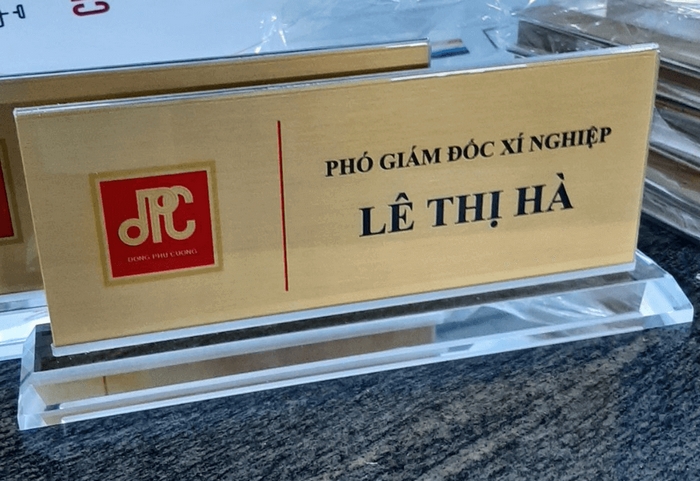 PHÓ GIÁM ĐỐC XÍ NGHIỆP
LÊ THỊ HÀ
DPC
DONG PHU CUONG